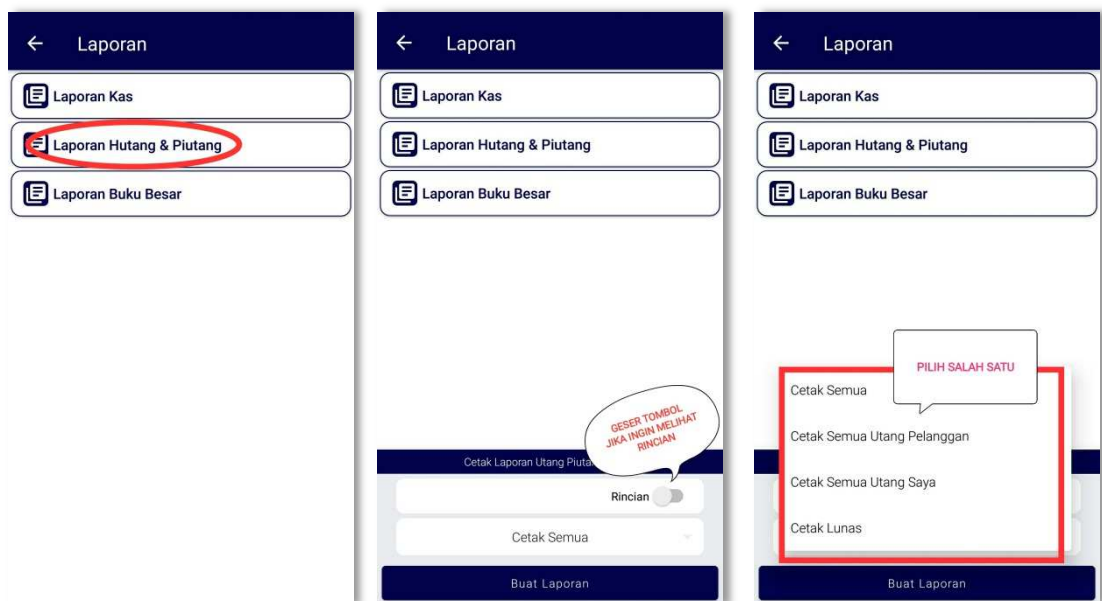 Laporan
Laporan Kas
Laporan Hutang & Piutang
Laporan Buku Besar
Laporan
Laporan Kas
Laporan Hutang & Piutang
Laporan Buku Besar
GESER TOMBOL
JIKA INGIN MELIHAT
RINCIAN
Cetak Laporan Utang
Rincian
Cetak Semua
Buat Laporan
Laporan
Laporan Kas
Laporan Hutang & Piutang
Laporan Buku Besar
PILIH SALAH SATU
Cetak Semua
Cetak Semua Utang Pelanggan
Cetak Semua Utang Saya
Cetak Lunas
Buat Laporan